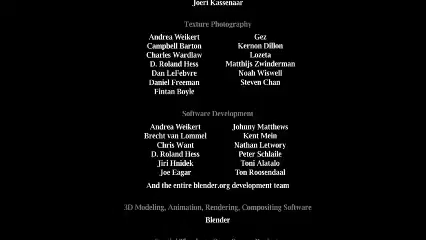 Joeri Kassenaar
Texture Photography
Andrea Weikert Gez
Campbell Barton Kernon Dillon
Charles Wardlaw Lozeta
D. Roland Hess Matthijs Zwinderman
Dan LeFebvre Noah Wiswell
Daniel Freeman Steven Chan
Fintan Boyle
Software Development
Andrea Weikert Johnny Matthews
Brecht van Lommel Kent Mein
Chris Want Nathan Letwory
D. Roland Hess Peter Schlaile
Jiri Hnidek Toni Alatalo
Joe Eagar Ton Roosendaal
And the entire blender.org development team
3D Modeling, Animation, Rendering, Compositing Software
Blender